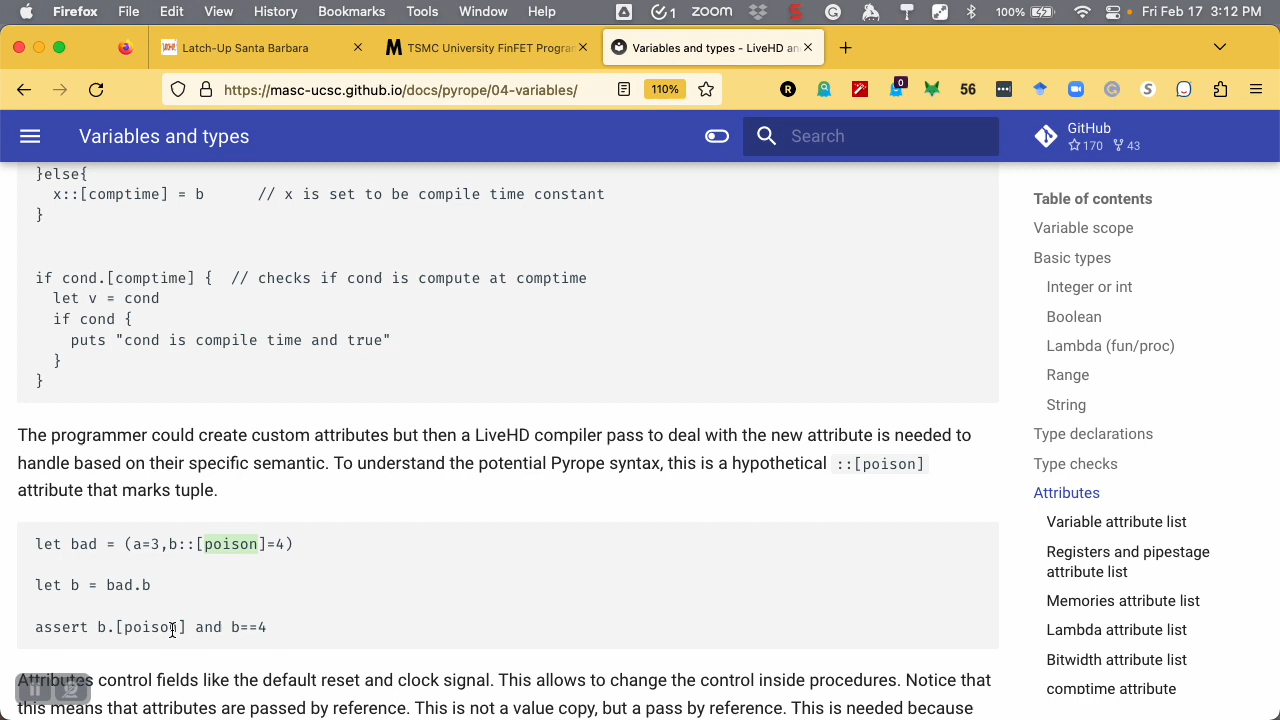 Firefox File Edit View History Bookmarks Tools Window Help 1 zoom 100% Fri Feb 17 3:12 PM
Latch-Up Santa Barbara
TSMC University FinFET Progra
Variables and types - LiveHD an
https://masc-ucsc.github.io/docs/pyrope/04-variables/ 110% 0 56
Variables and types
Search
GitHub
170 43
}else{
x::[comptime] = b // x is set to be compile time constant
}
if cond.[comptime] { // checks if cond is compute at comptime
let v = cond
if cond {
puts "cond is compile time and true"
}
}
The programmer could create custom attributes but then a LiveHD compiler pass to deal with the new attribute is needed to
handle based on their specific semantic. To understand the potential Pyrope syntax, this is a hypothetical ::[poison]
attribute that marks tuple.
let bad = (a=3,b::[poison]=4)
let b = bad.b
assert b.[poison] and b==4
Attributes control fields like the default reset and clock signal. This allows to change the control inside procedures. Notice that
this means that attributes are passed by reference. This is not a value copy, but a pass by reference. This is needed because
Table of contents
Variable scope
Basic types
Integer or int
Boolean
Lambda (fun/proc)
Range
String
Type declarations
Type checks
Attributes
Variable attribute list
Registers and pipestage
attribute list
Memories attribute list
Lambda attribute list
Bitwidth attribute list
comptime attribute